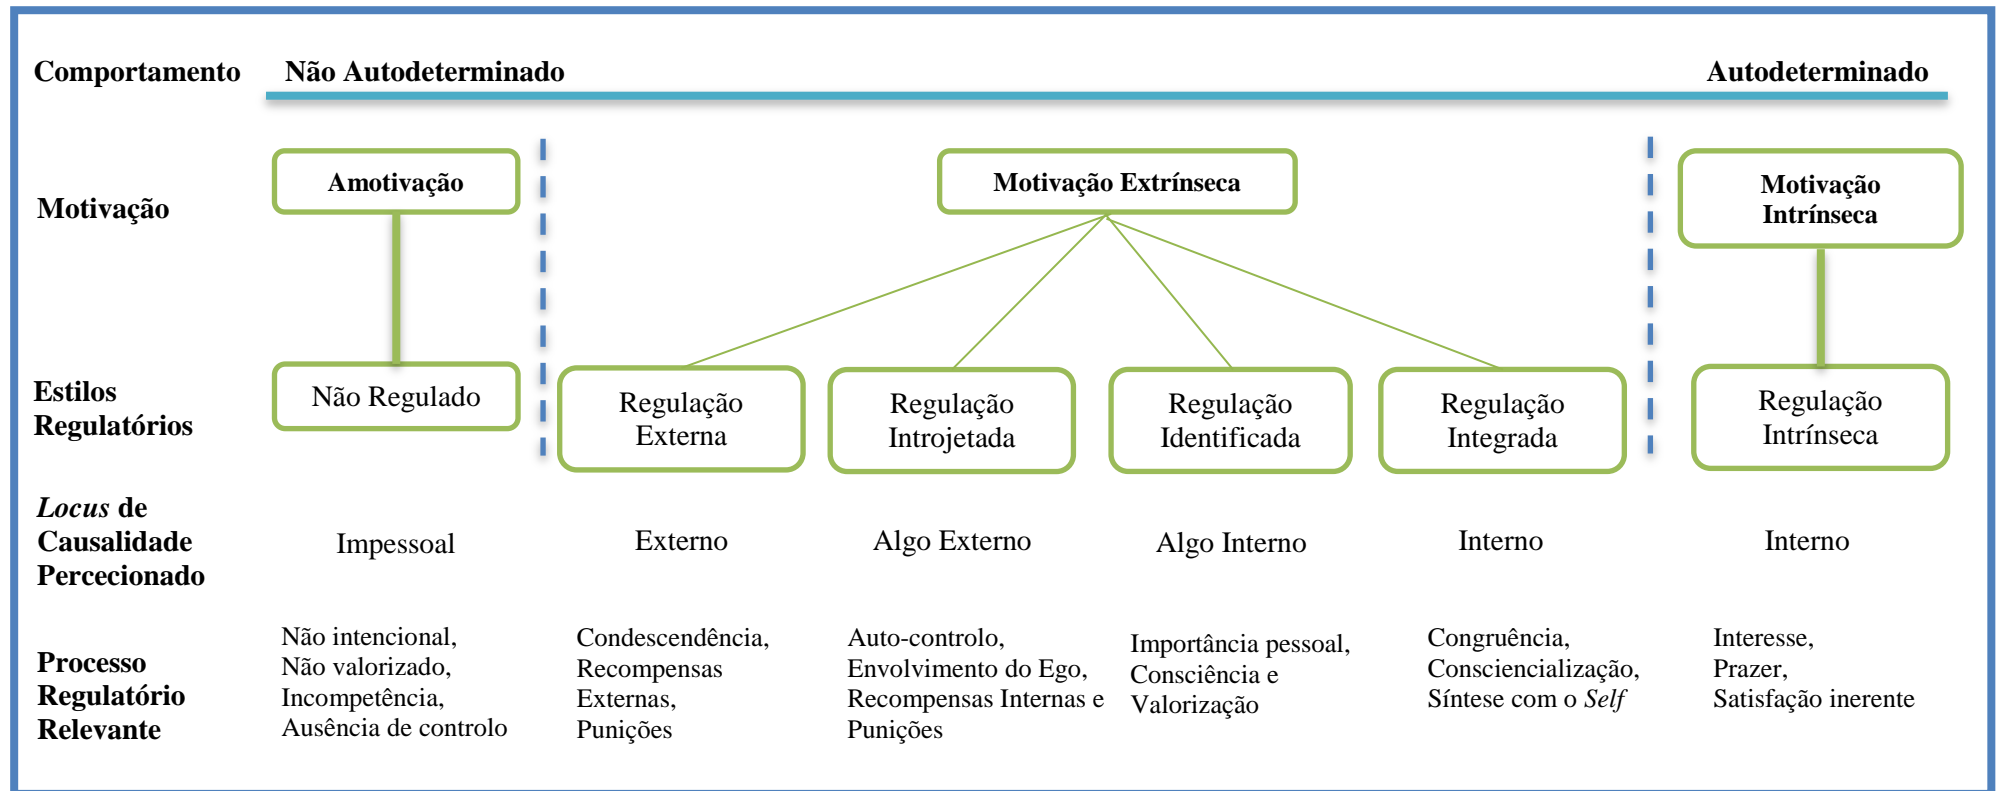 Comportamento
Não Autodeterminado
Autodeterminado
Motivação
Amotivação
Motivação Extrínseca
Motivação
Intrínseca
Estilos
Regulatórios
Não Regulado
Regulação
Externa
Regulação
Introjetada
Regulação
Identificada
Regulação
Integrada
Regulação
Intrínseca
Locus de
Causalidade
Percecionado
Impessoal
Externo
Algo Externo
Algo Interno
Interno
Interno
Processo
Regulatório
Relevante
Não intencional,
Não valorizado,
Incompetência,
Ausência de controlo
Condescendência,
Recompensas
Externas,
Punições
Auto-controlo,
Envolvimento do Ego,
Recompensas Internas e
Punições
Importância pessoal,
Consciência e
Valorização
Congruência,
Consciencialização,
Síntese com o Self
Interesse,
Prazer,
Satisfação inerente